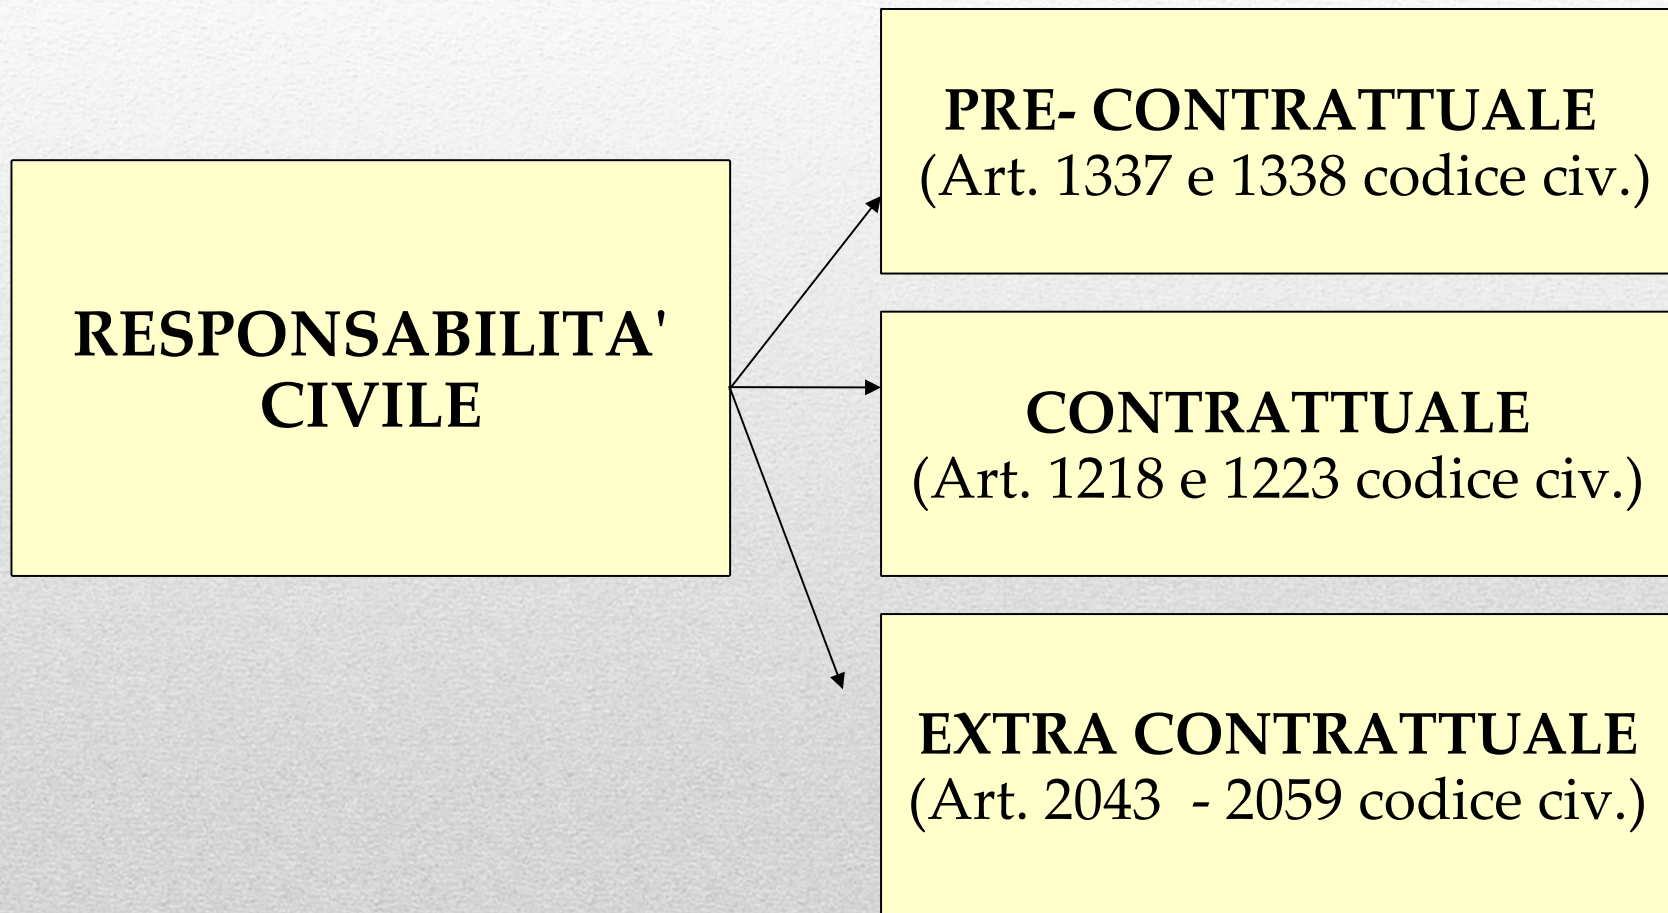 RESPONSABILITA'
CIVILE
PRE- CONTRATTUALE
(Art. 1337 e 1338 codice civ.)
CONTRATTUALE
(Art. 1218 e 1223 codice civ.)
EXTRA CONTRATTUALE
(Art. 2043  - 2059 codice civ.)